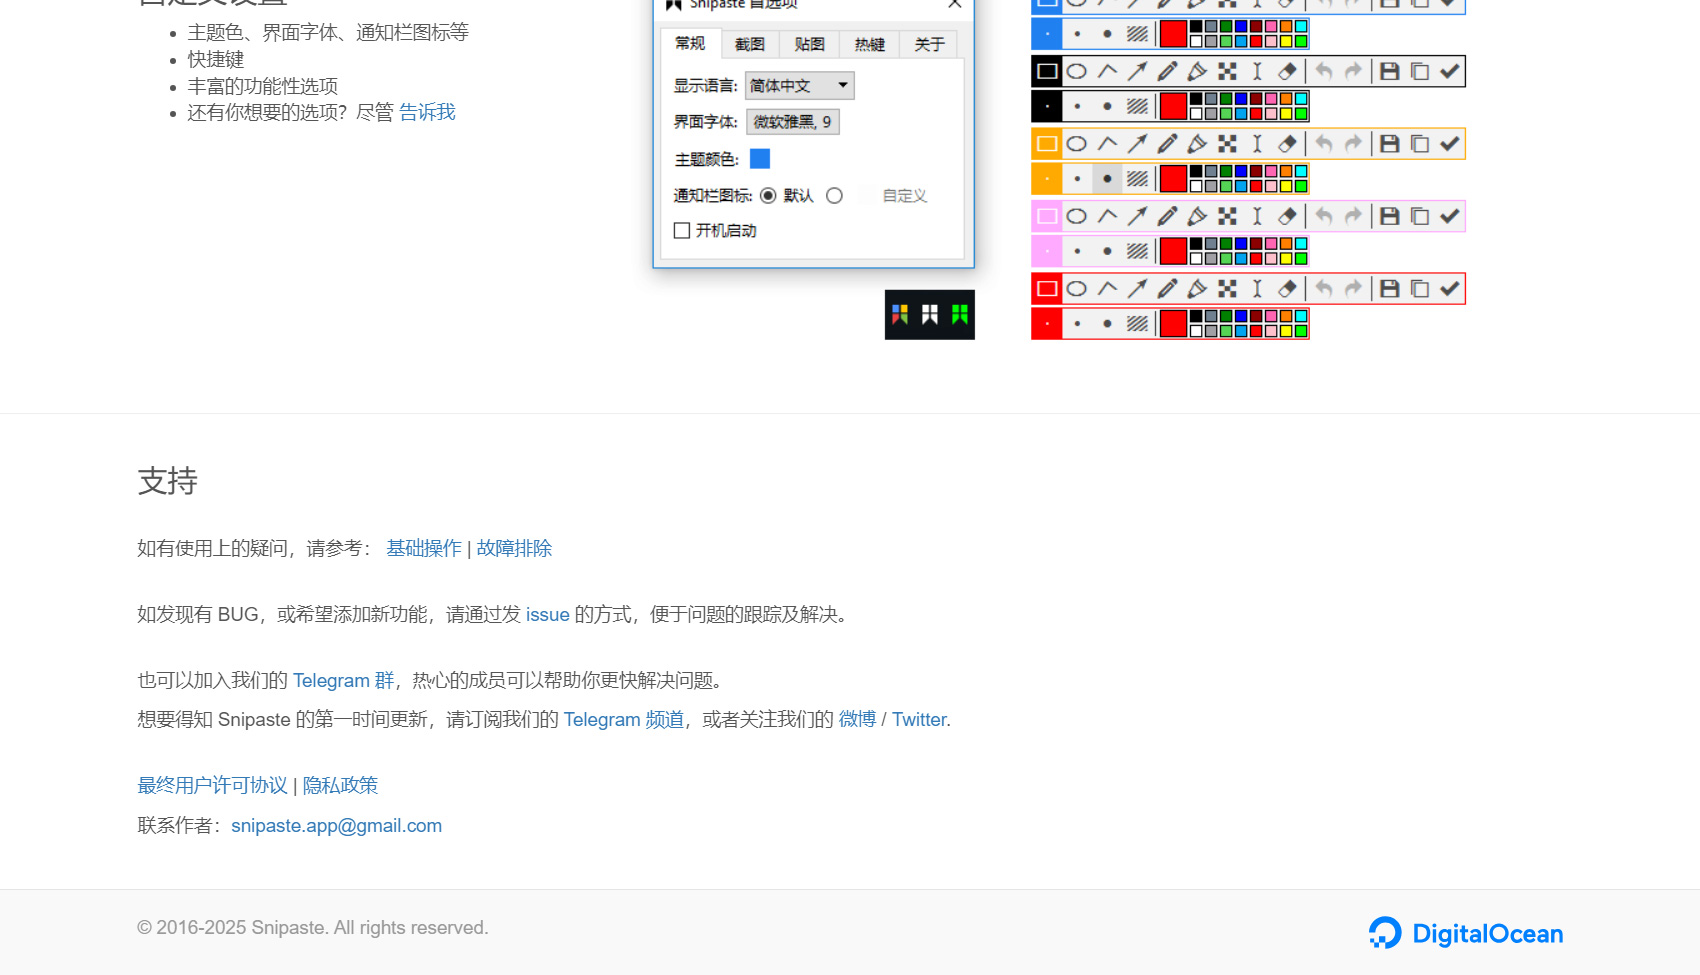 自定义设置
主题色、界面字体、通知栏图标等
快捷键
丰富的功能性选项
还有你想要的选项？尽管 告诉我
Snipaste 首选项
常规 截图 贴图 热键 关于
显示语言: 简体中文
界面字体: 微软雅黑, 9
主题颜色:
通知栏图标: 默认 自定义
开机启动
支持
如有使用上的疑问，请参考： 基础操作 | 故障排除
如发现有 BUG，或希望添加新功能，请通过发 issue 的方式，便于问题的跟踪及解决。
也可以加入我们的 Telegram 群，热心的成员可以帮助你更快解决问题。
想要得知 Snipaste 的第一时间更新，请订阅我们的 Telegram 频道，或者关注我们的 微博 / Twitter.
最终用户许可协议 | 隐私政策
联系作者：snipaste.app@gmail.com
© 2016-2025 Snipaste. All rights reserved.
DigitalOcean